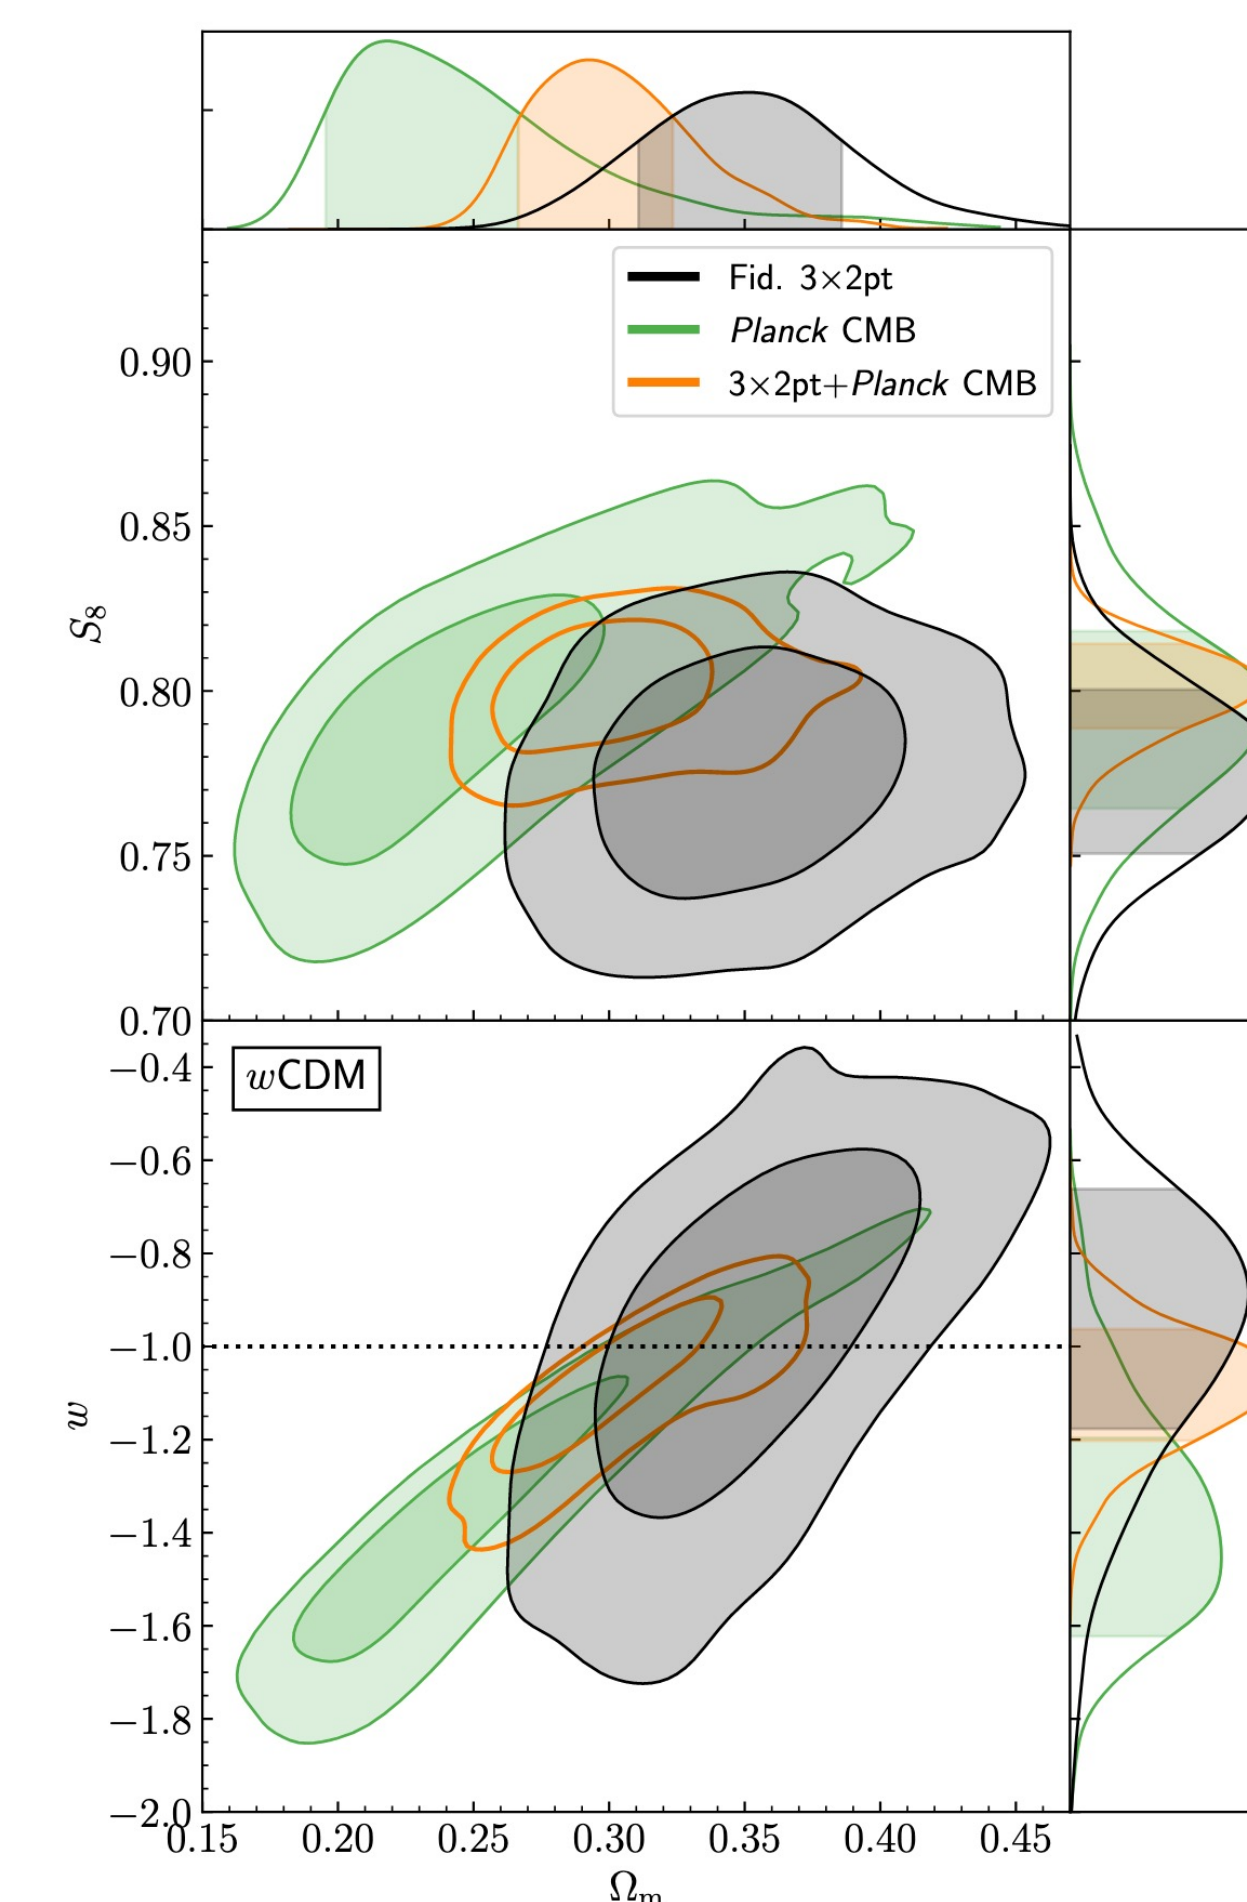 Fid. 3×2pt
Planck CMB
3×2pt+Planck CMB
0.90
0.85
S₈
0.80
0.75
0.70
wCDM
−0.4
−0.6
−0.8
−1.0
w
−1.2
−1.4
−1.6
−1.8
−2.0
0.15 0.20 0.25 0.30 0.35 0.40 0.45
Ωₘ